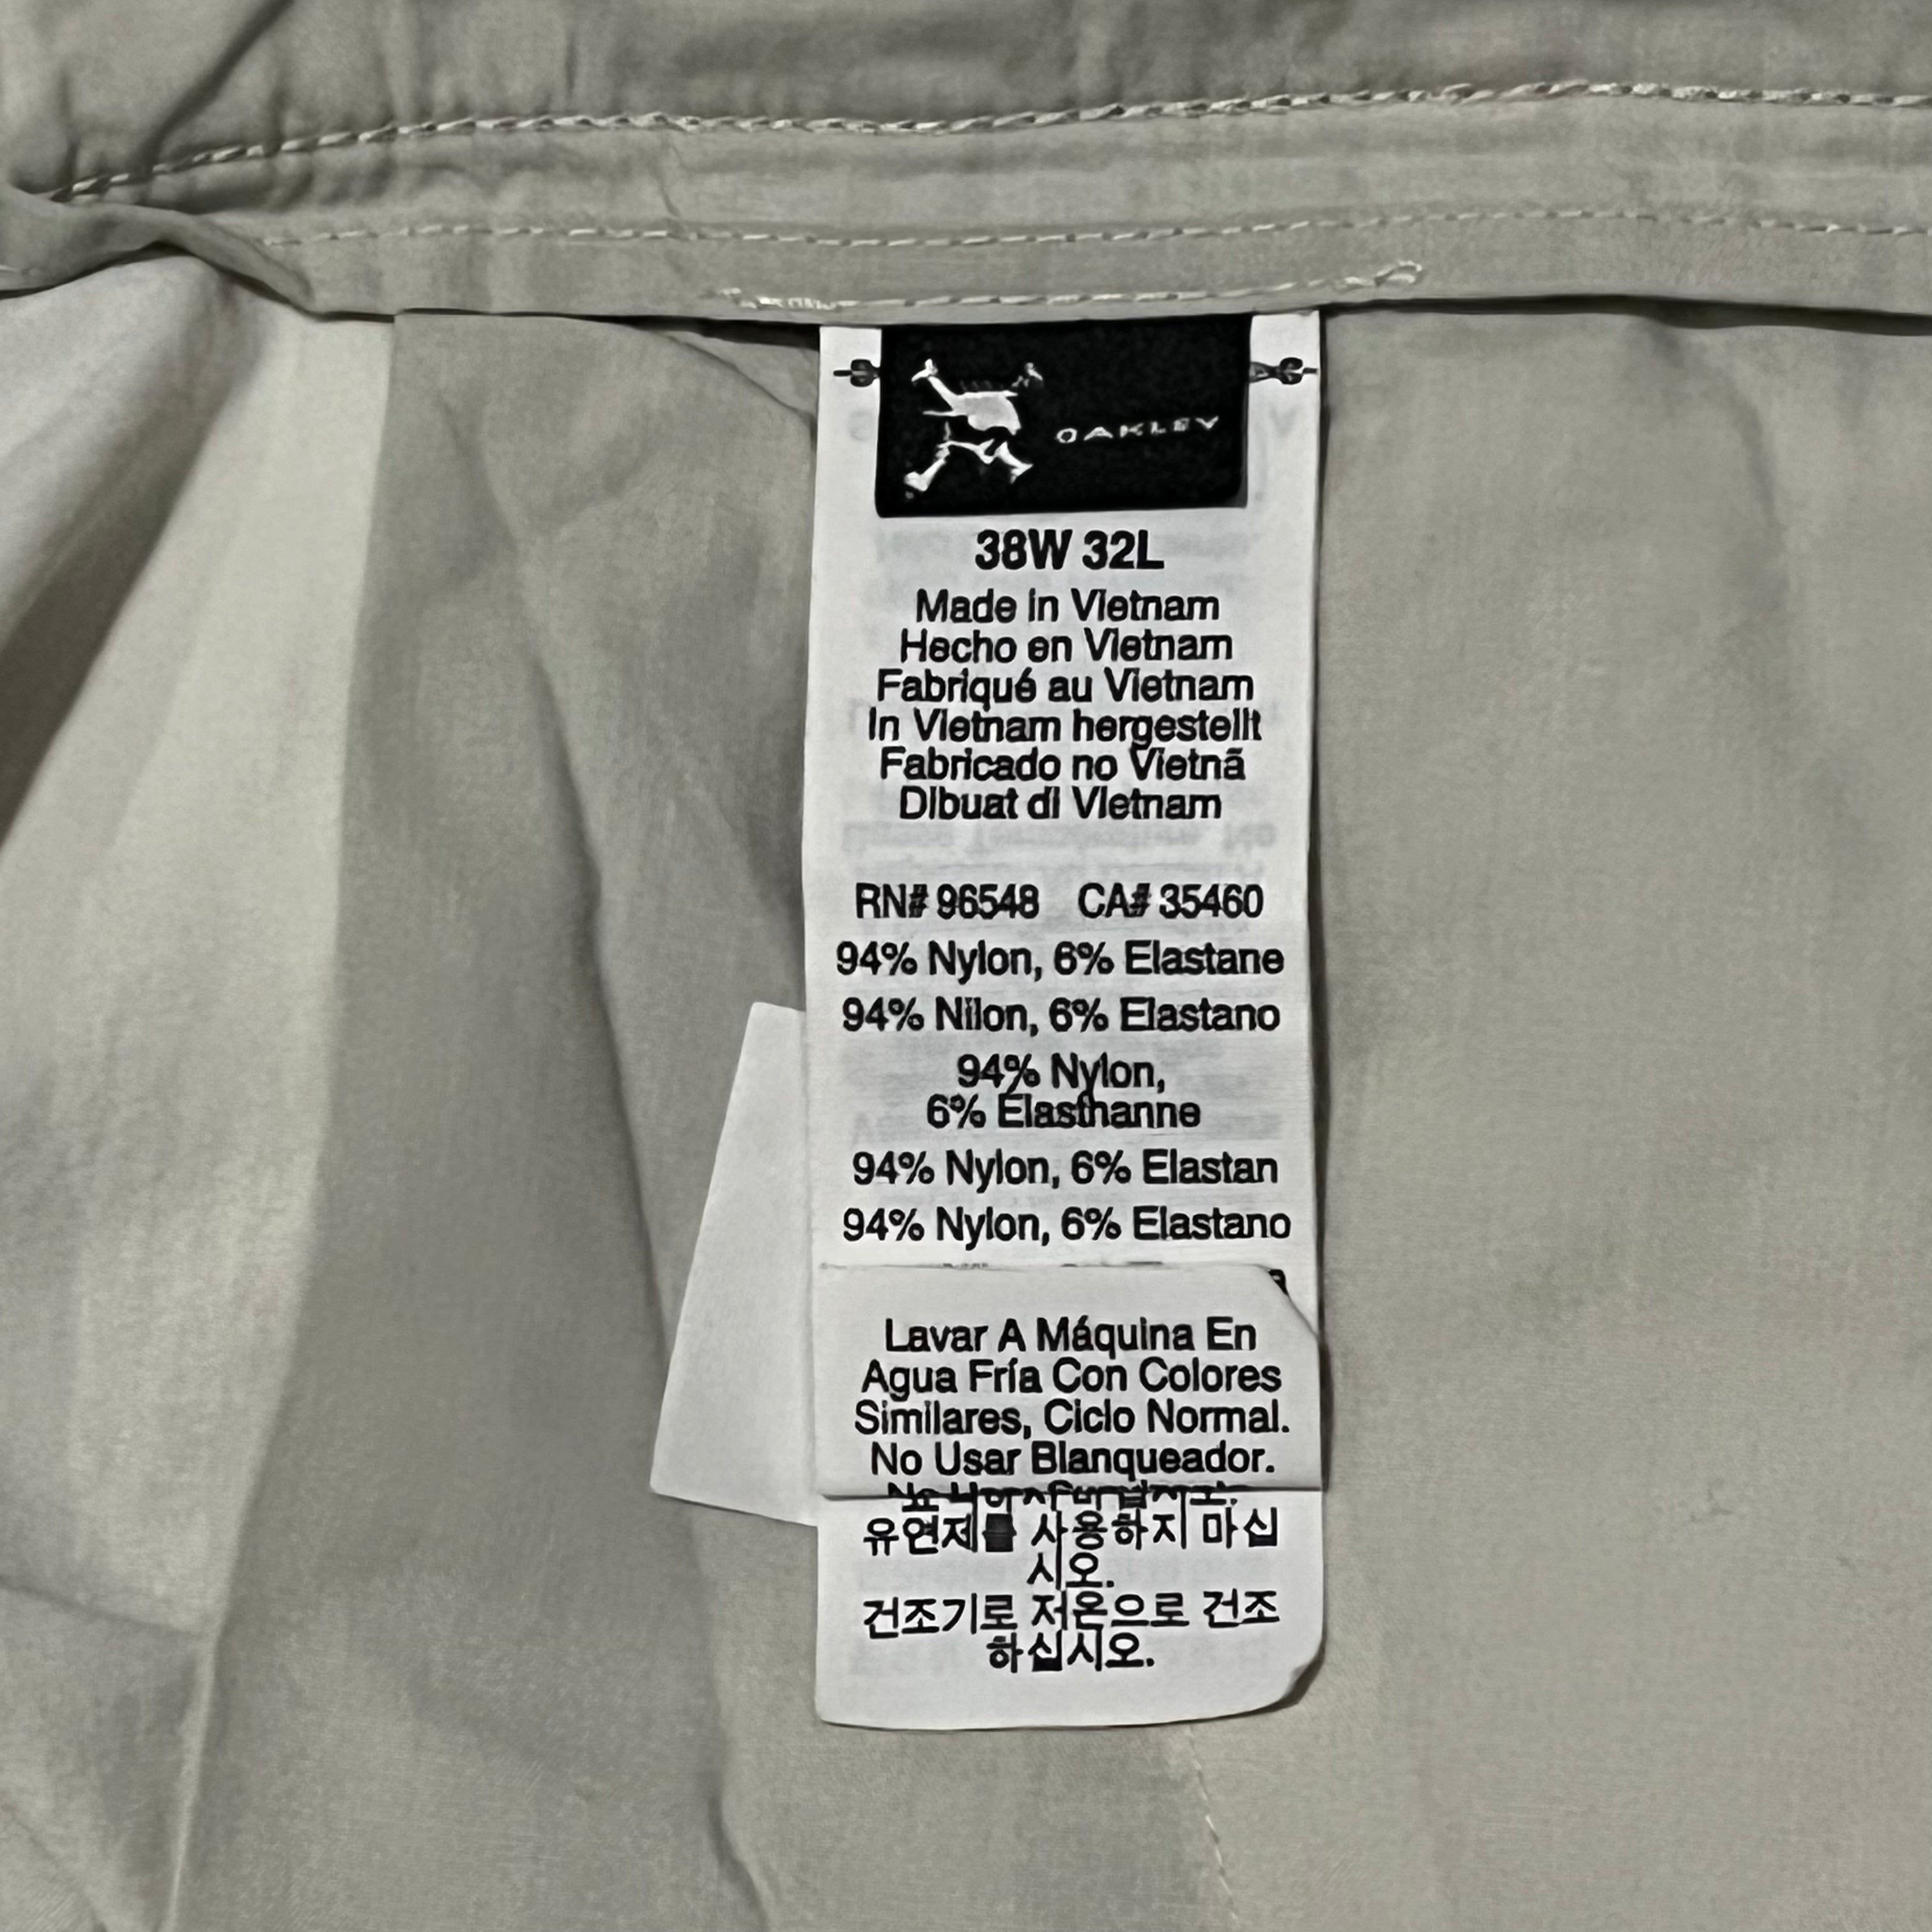 OAKLEY
38W 32L
Made in Vietnam
Hecho en Vietnam
Fabriqué au Vietnam
In Vietnam hergestellt
Fabricado no Vietnã
Dibuat di Vietnam
RN# 96548 CA# 35460
94% Nylon, 6% Elastane
94% Nilon, 6% Elastano
94% Nylon,
6% Élasthanne
94% Nylon, 6% Elastan
94% Nylon, 6% Elastano
Lavar A Máquina En
Agua Fría Con Colores
Similares, Ciclo Normal.
No Usar Blanqueador.
유연제를 사용하지 마십
시오.
건조기로 저온으로 건조
하십시오.